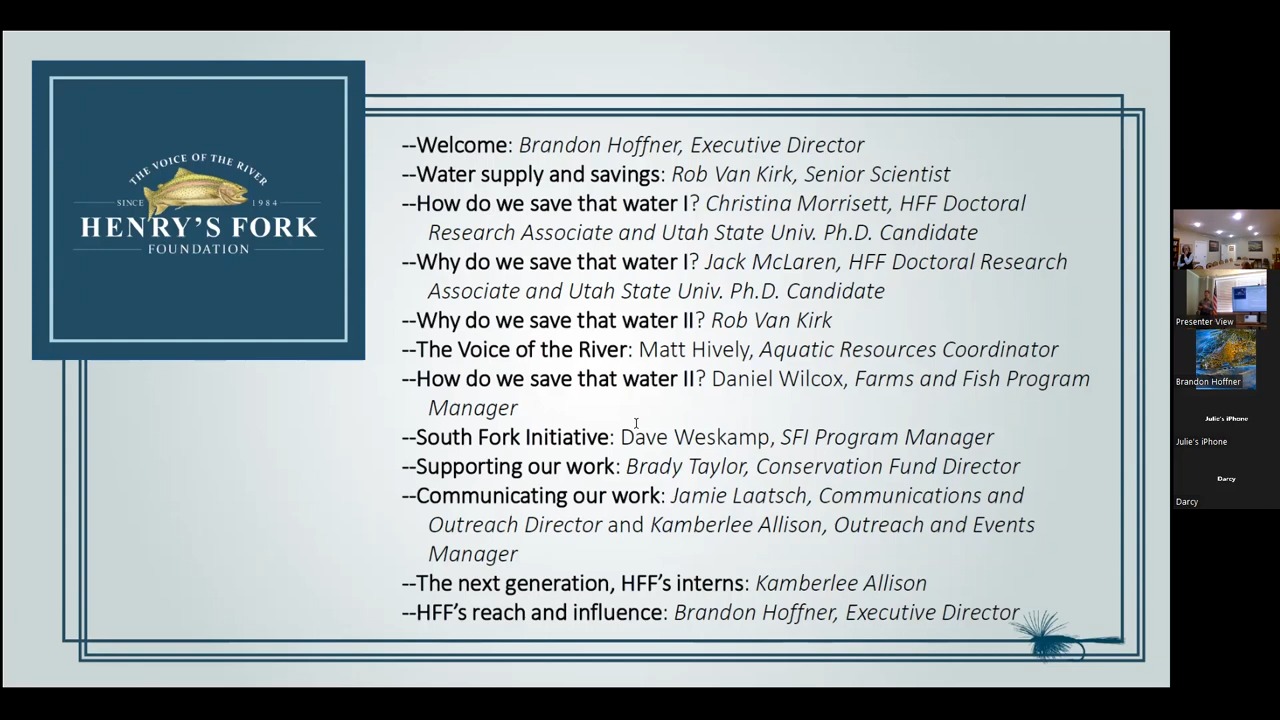 THE VOICE OF THE RIVER
SINCE 1984
HENRY'S FORK
FOUNDATION
--Welcome: Brandon Hoffner, Executive Director
--Water supply and savings: Rob Van Kirk, Senior Scientist
--How do we save that water I? Christina Morrisett, HFF Doctoral
Research Associate and Utah State Univ. Ph.D. Candidate
--Why do we save that water I? Jack McLaren, HFF Doctoral Research
Associate and Utah State Univ. Ph.D. Candidate
--Why do we save that water II? Rob Van Kirk
--The Voice of the River: Matt Hively, Aquatic Resources Coordinator
--How do we save that water II? Daniel Wilcox, Farms and Fish Program
Manager
--South Fork Initiative: Dave Weskamp, SFI Program Manager
--Supporting our work: Brady Taylor, Conservation Fund Director
--Communicating our work: Jamie Laatsch, Communications and
Outreach Director and Kamberlee Allison, Outreach and Events
Manager
--The next generation, HFF's interns: Kamberlee Allison
--HFF's reach and influence: Brandon Hoffner, Executive Director
Presenter View
Brandon Hoffner
Julie's iPhone
Julie's iPhone
Darcy
Darcy